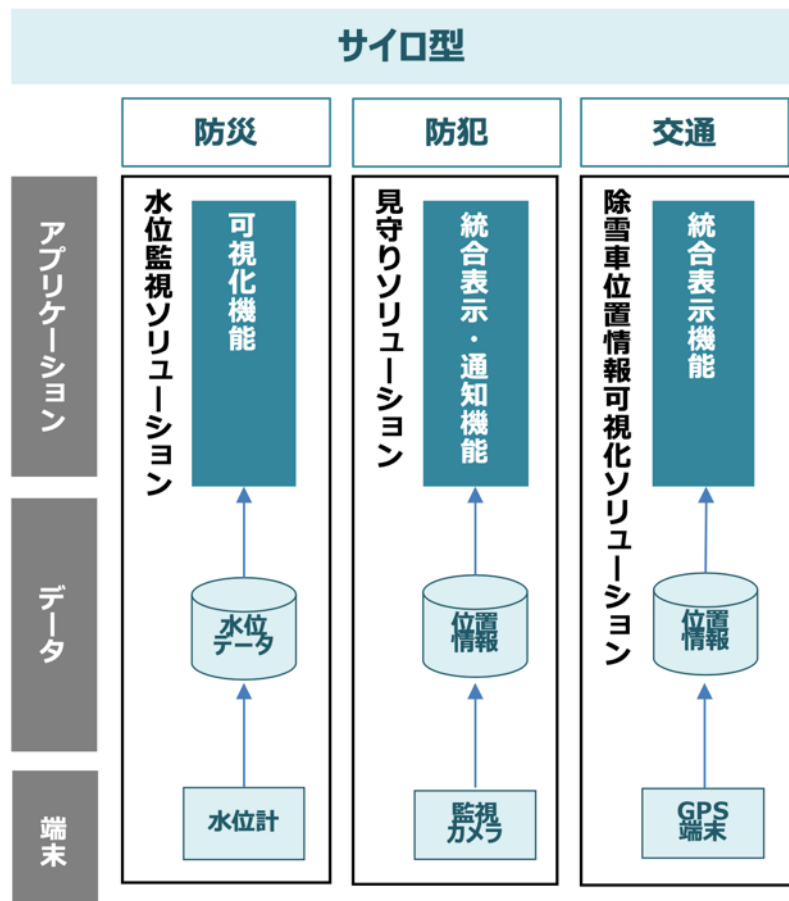 サイロ型
防災
防犯
交通
アプリケーション
データ
端末
水位監視ソリューション
可視化機能
水位
データ
水位計
見守りソリューション
統合表示・通知機能
位置
情報
監視
カメラ
除雪車位置情報可視化ソリューション
統合表示機能
位置
情報
GPS
端末